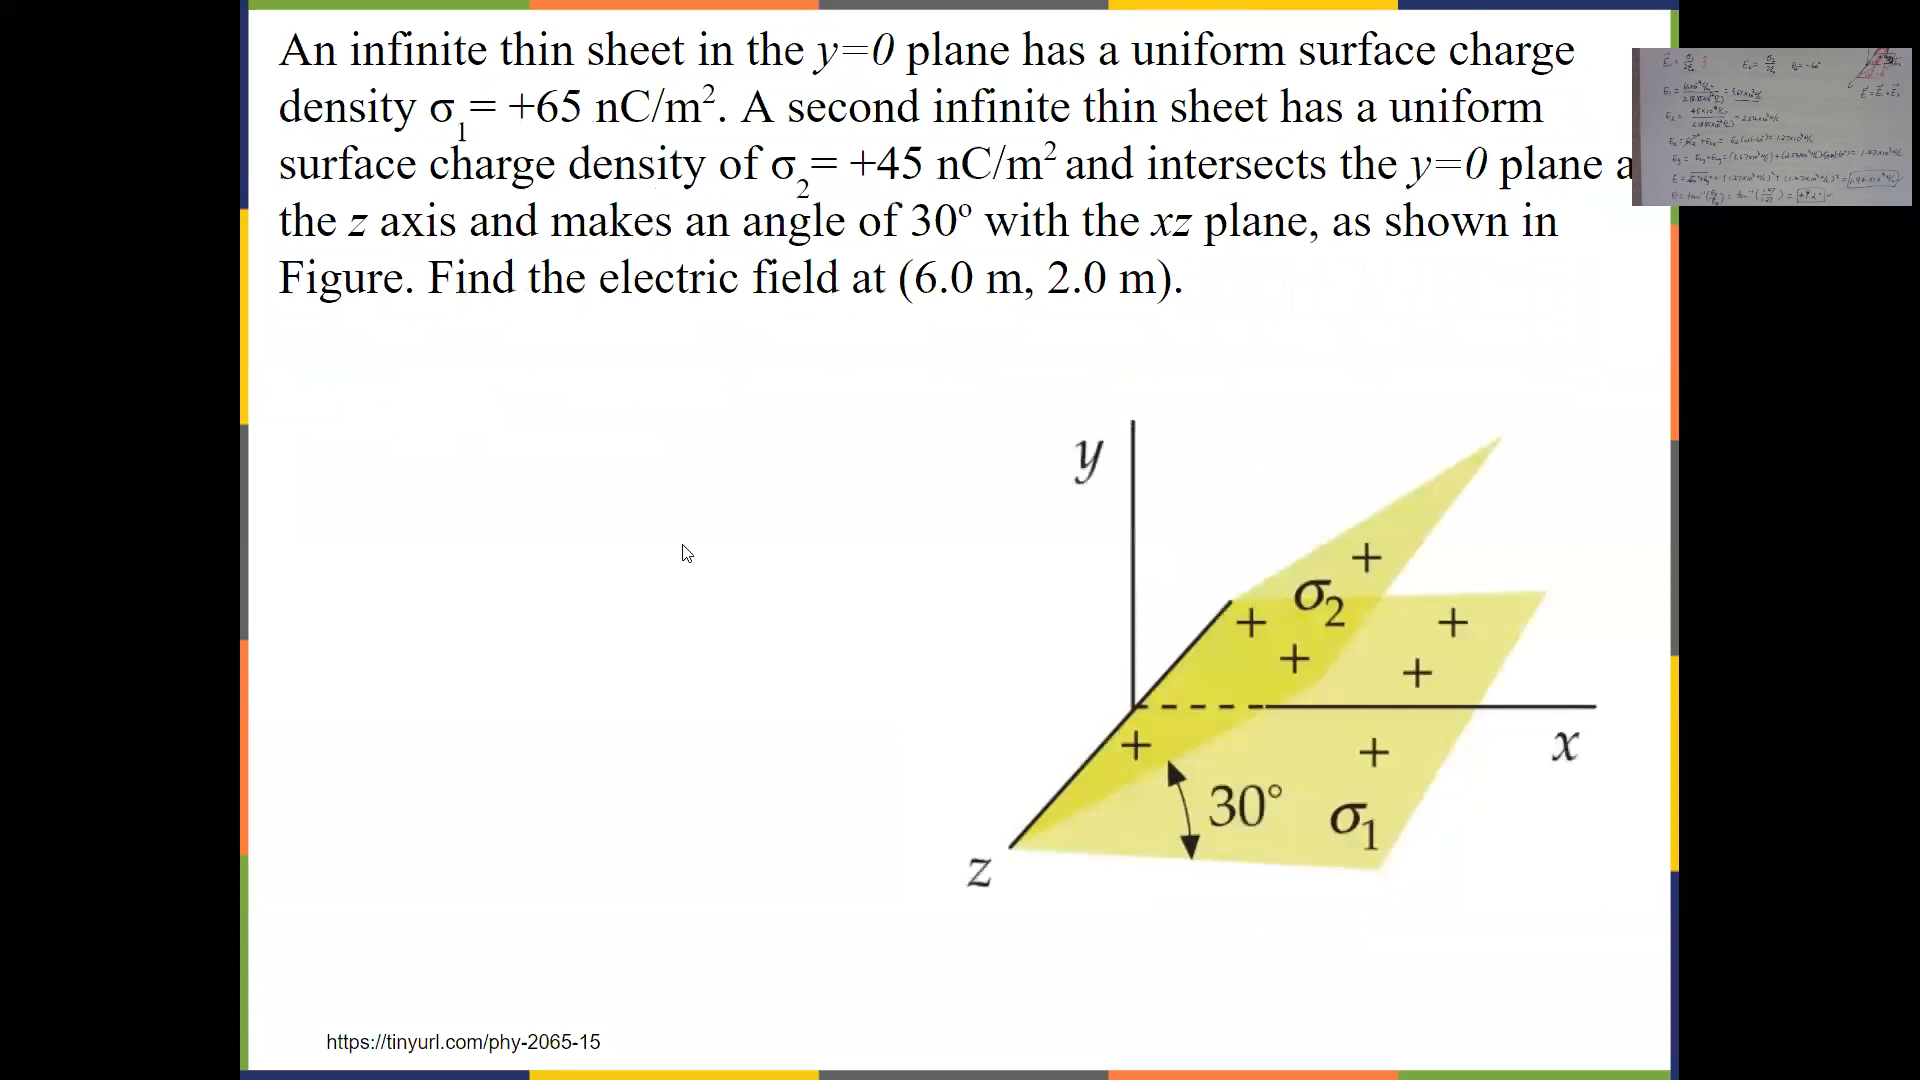 An infinite thin sheet in the y=0 plane has a uniform surface charge
density σ1 = +65 nC/m². A second infinite thin sheet has a uniform
surface charge density of σ2 = +45 nC/m² and intersects the y=0 plane a
the z axis and makes an angle of 30º with the xz plane, as shown in
Figure. Find the electric field at (6.0 m, 2.0 m).
y
+
σ2
+ +
+ +
x
+ +
30°
σ1
z
https://tinyurl.com/phy-2065-15